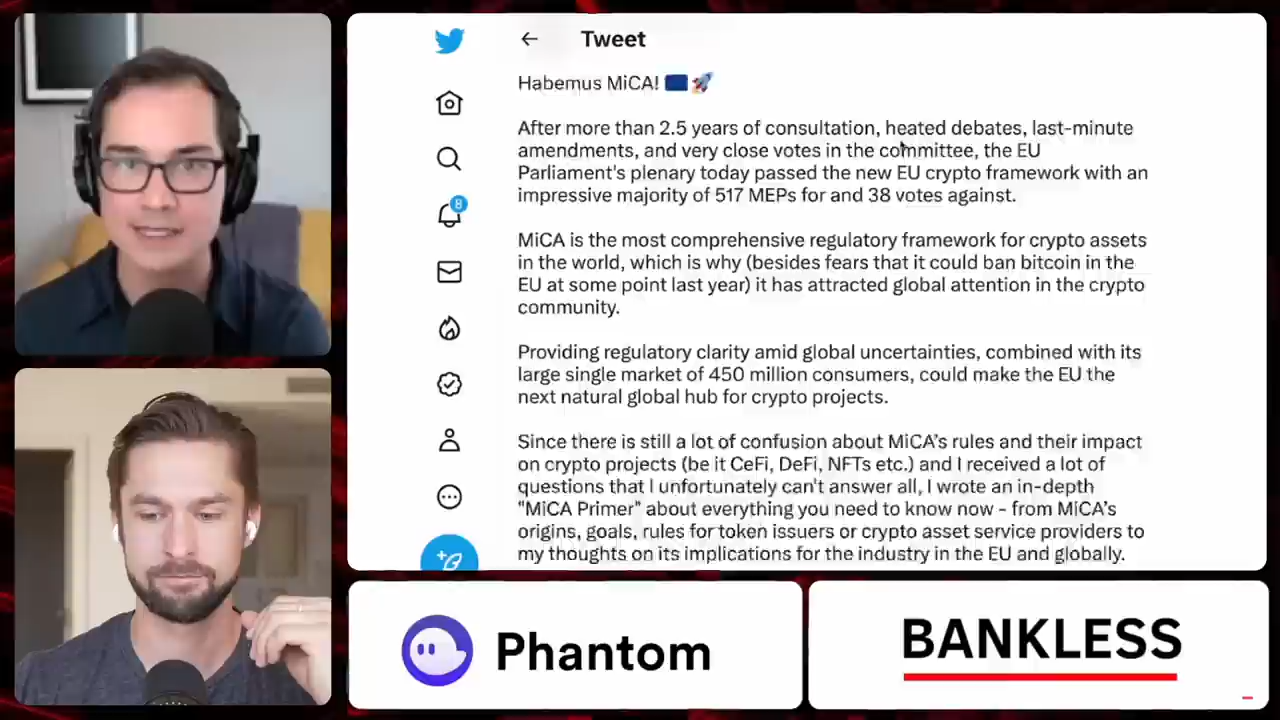 Tweet
Habemus MiCA! 🇪🇺🚀
After more than 2.5 years of consultation, heated debates, last-minute
amendments, and very close votes in the committee, the EU
Parliament's plenary today passed the new EU crypto framework with an
impressive majority of 517 MEPs for and 38 votes against.
MiCA is the most comprehensive regulatory framework for crypto assets
in the world, which is why (besides fears that it could ban bitcoin in the
EU at some point last year) it has attracted global attention in the crypto
community.
Providing regulatory clarity amid global uncertainties, combined with its
large single market of 450 million consumers, could make the EU the
next natural global hub for crypto projects.
Since there is still a lot of confusion about MiCA's rules and their impact
on crypto projects (be it CeFi, DeFi, NFTs etc.) and I received a lot of
questions that I unfortunately can't answer all, I wrote an in-depth
"MiCA Primer" about everything you need to know now - from MiCA's
origins, goals, rules for token issuers or crypto asset service providers to
my thoughts on its implications for the industry in the EU and globally.
8
Phantom
BANKLESS